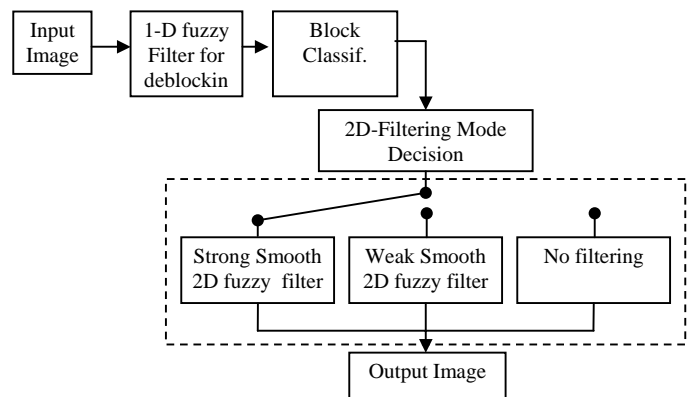 Input
Image
1-D fuzzy
Filter for
deblockin
Block
Classif.
2D-Filtering Mode
Decision
Strong Smooth
2D fuzzy filter
Weak Smooth
2D fuzzy filter
No filtering
Output Image